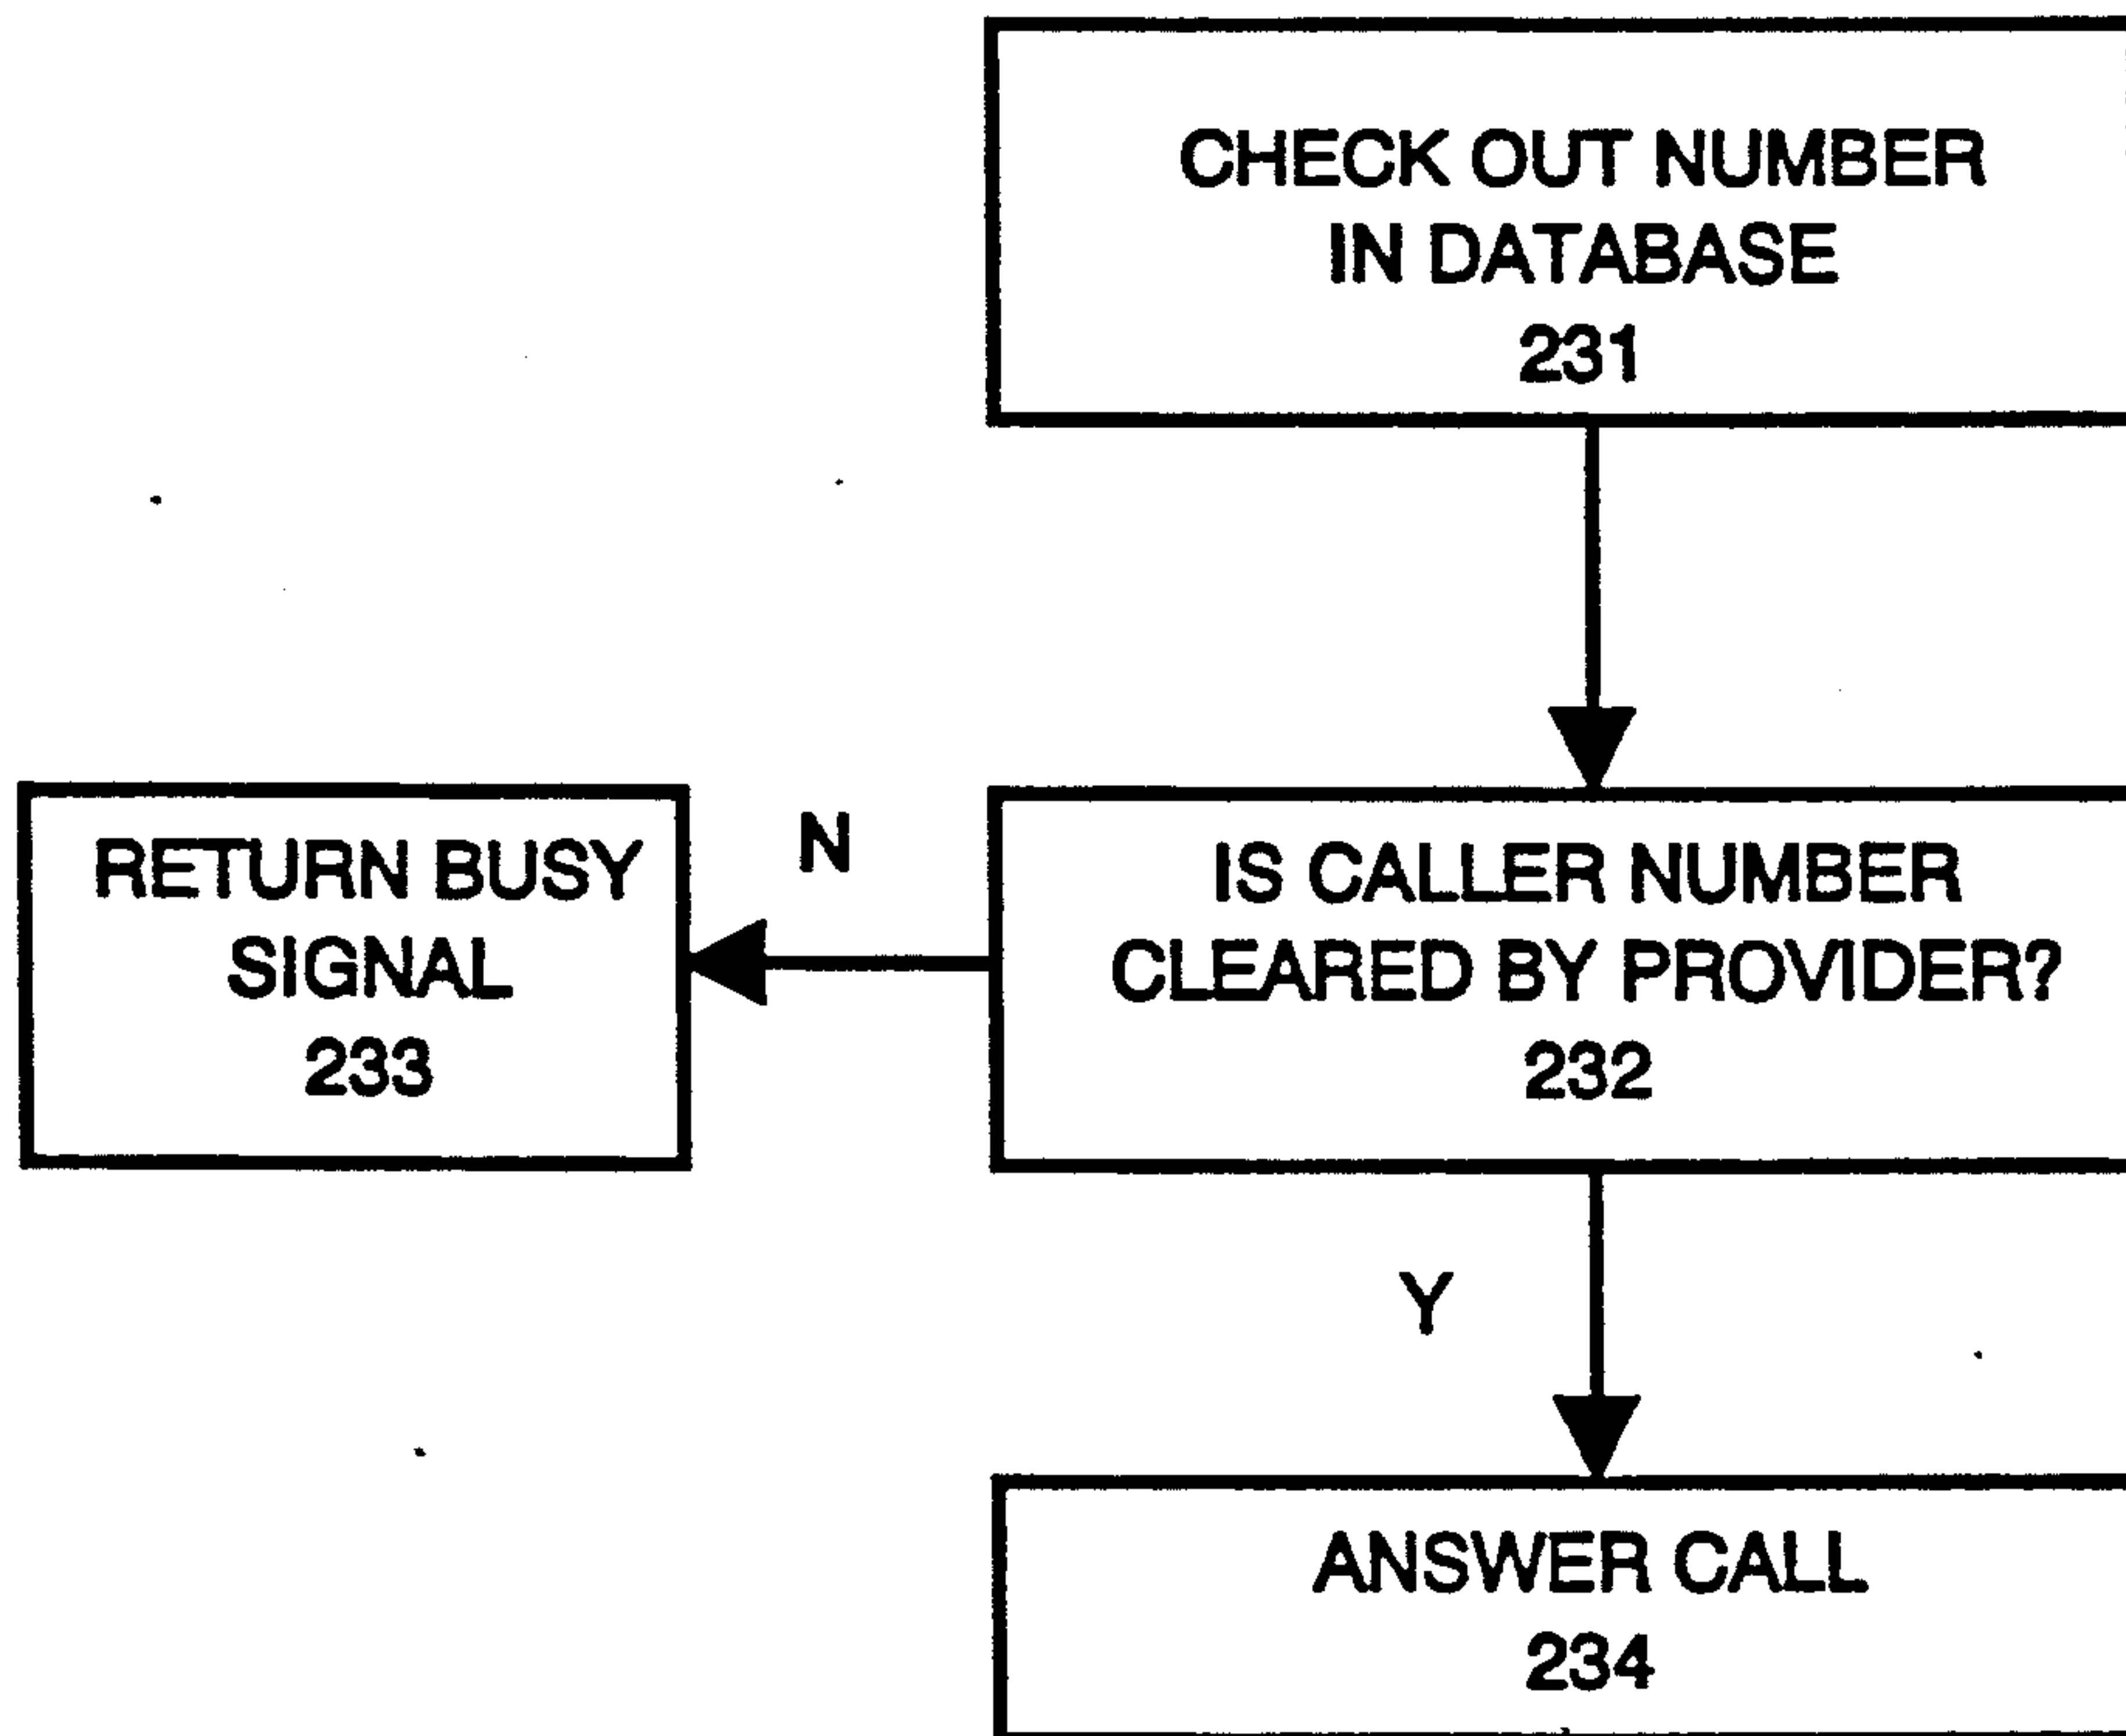 CHECK OUT NUMBER
IN DATABASE
231
RETURN BUSY
SIGNAL
233
N
IS CALLER NUMBER
CLEARED BY PROVIDER?
232
Y
ANSWER CALL
234